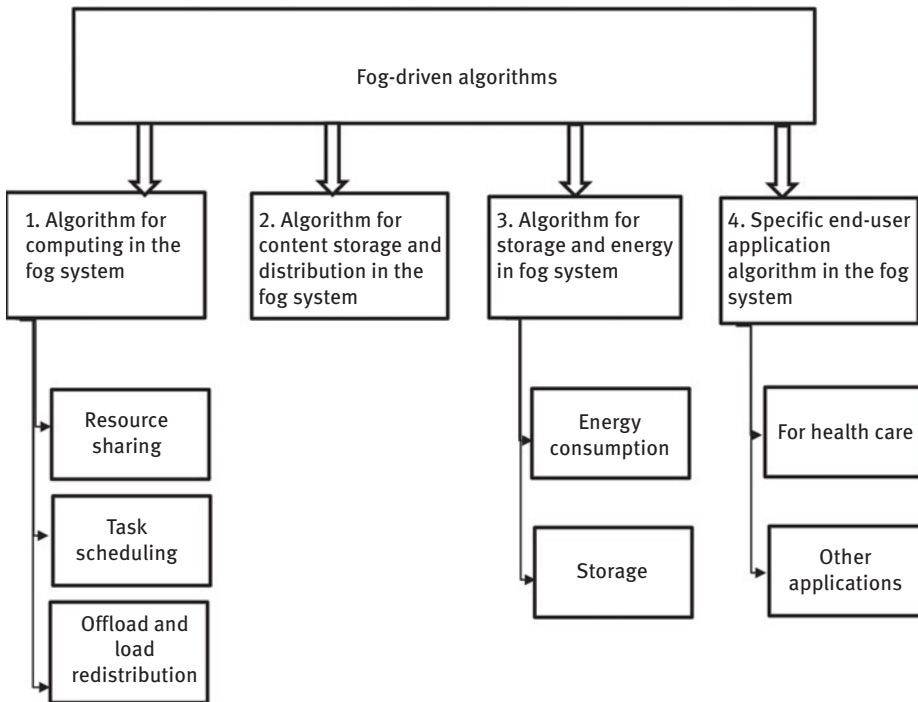 Fog-driven algorithms
1. Algorithm for
computing in the
fog system
2. Algorithm for
content storage and
distribution in the
fog system
3. Algorithm for
storage and energy
in fog system
4. Specific end-user
application
algorithm in the fog
system
Resource
sharing
Task
scheduling
Offload and
load
redistribution
Energy
consumption
Storage
For health care
Other
applications